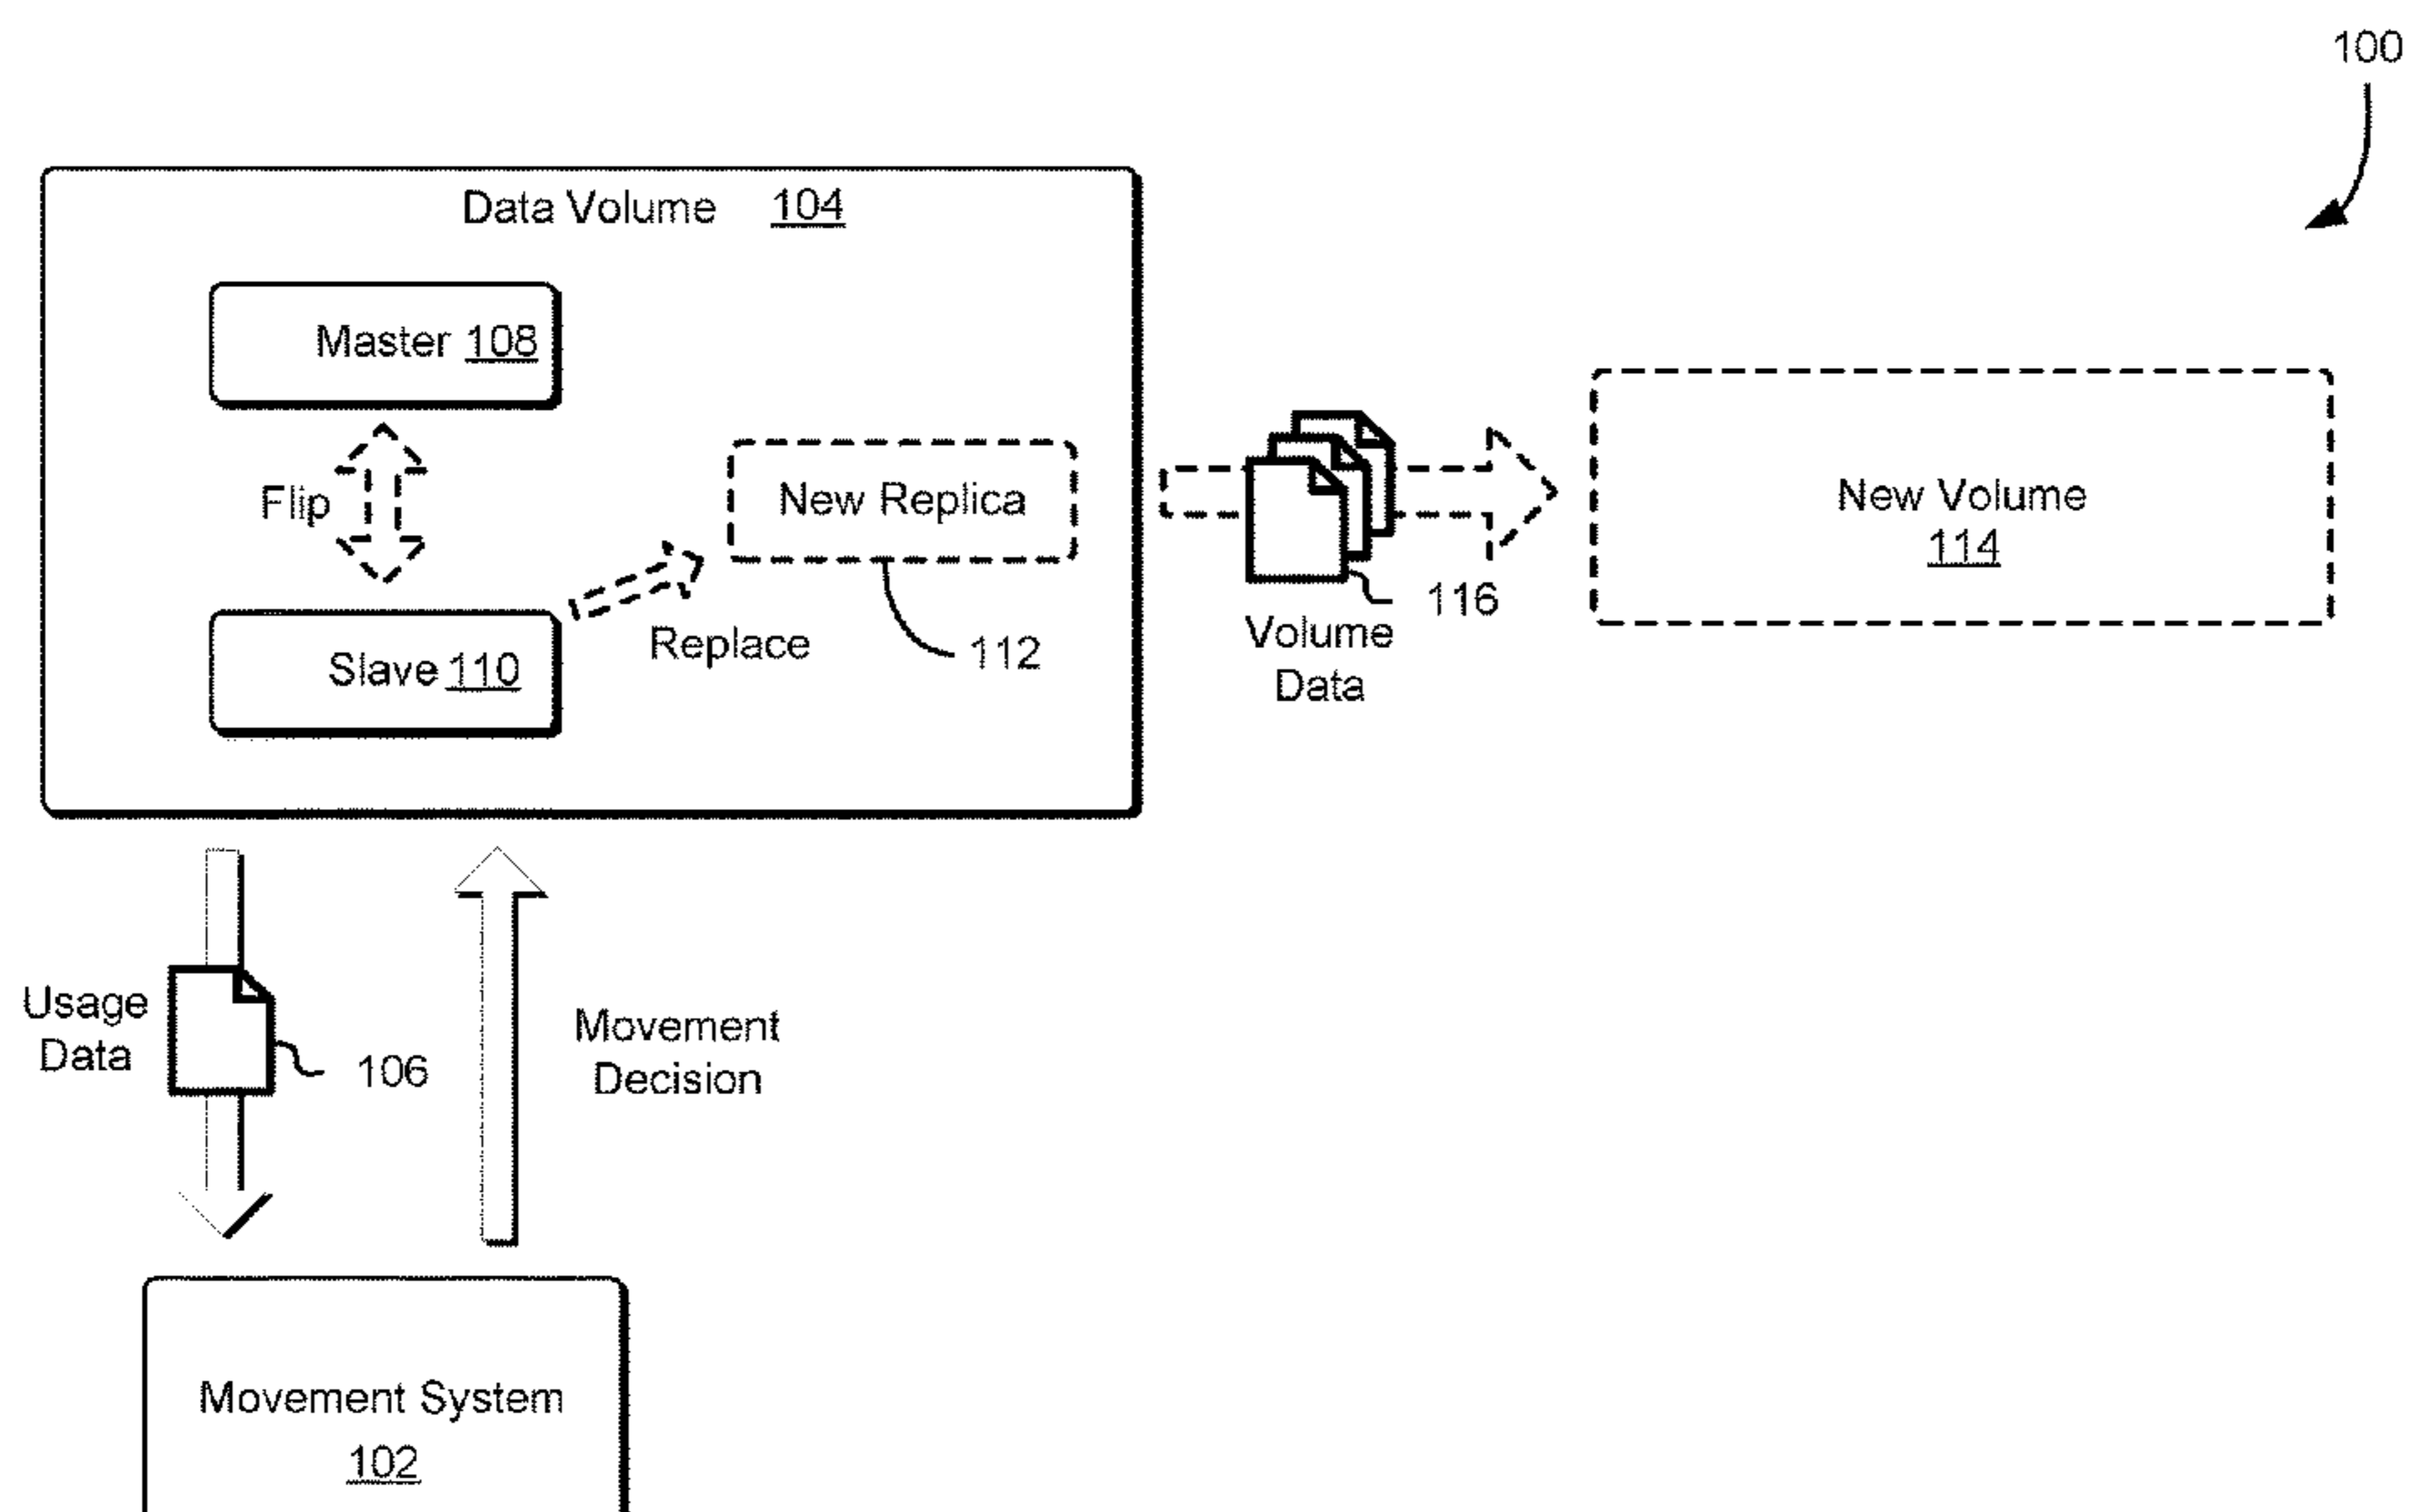 100
Data Volume 104
Master 108
Flip
New Replica
Slave 110
Replace
112
116
Volume
Data
New Volume
114
Usage
Data
106
Movement
Decision
Movement System
102